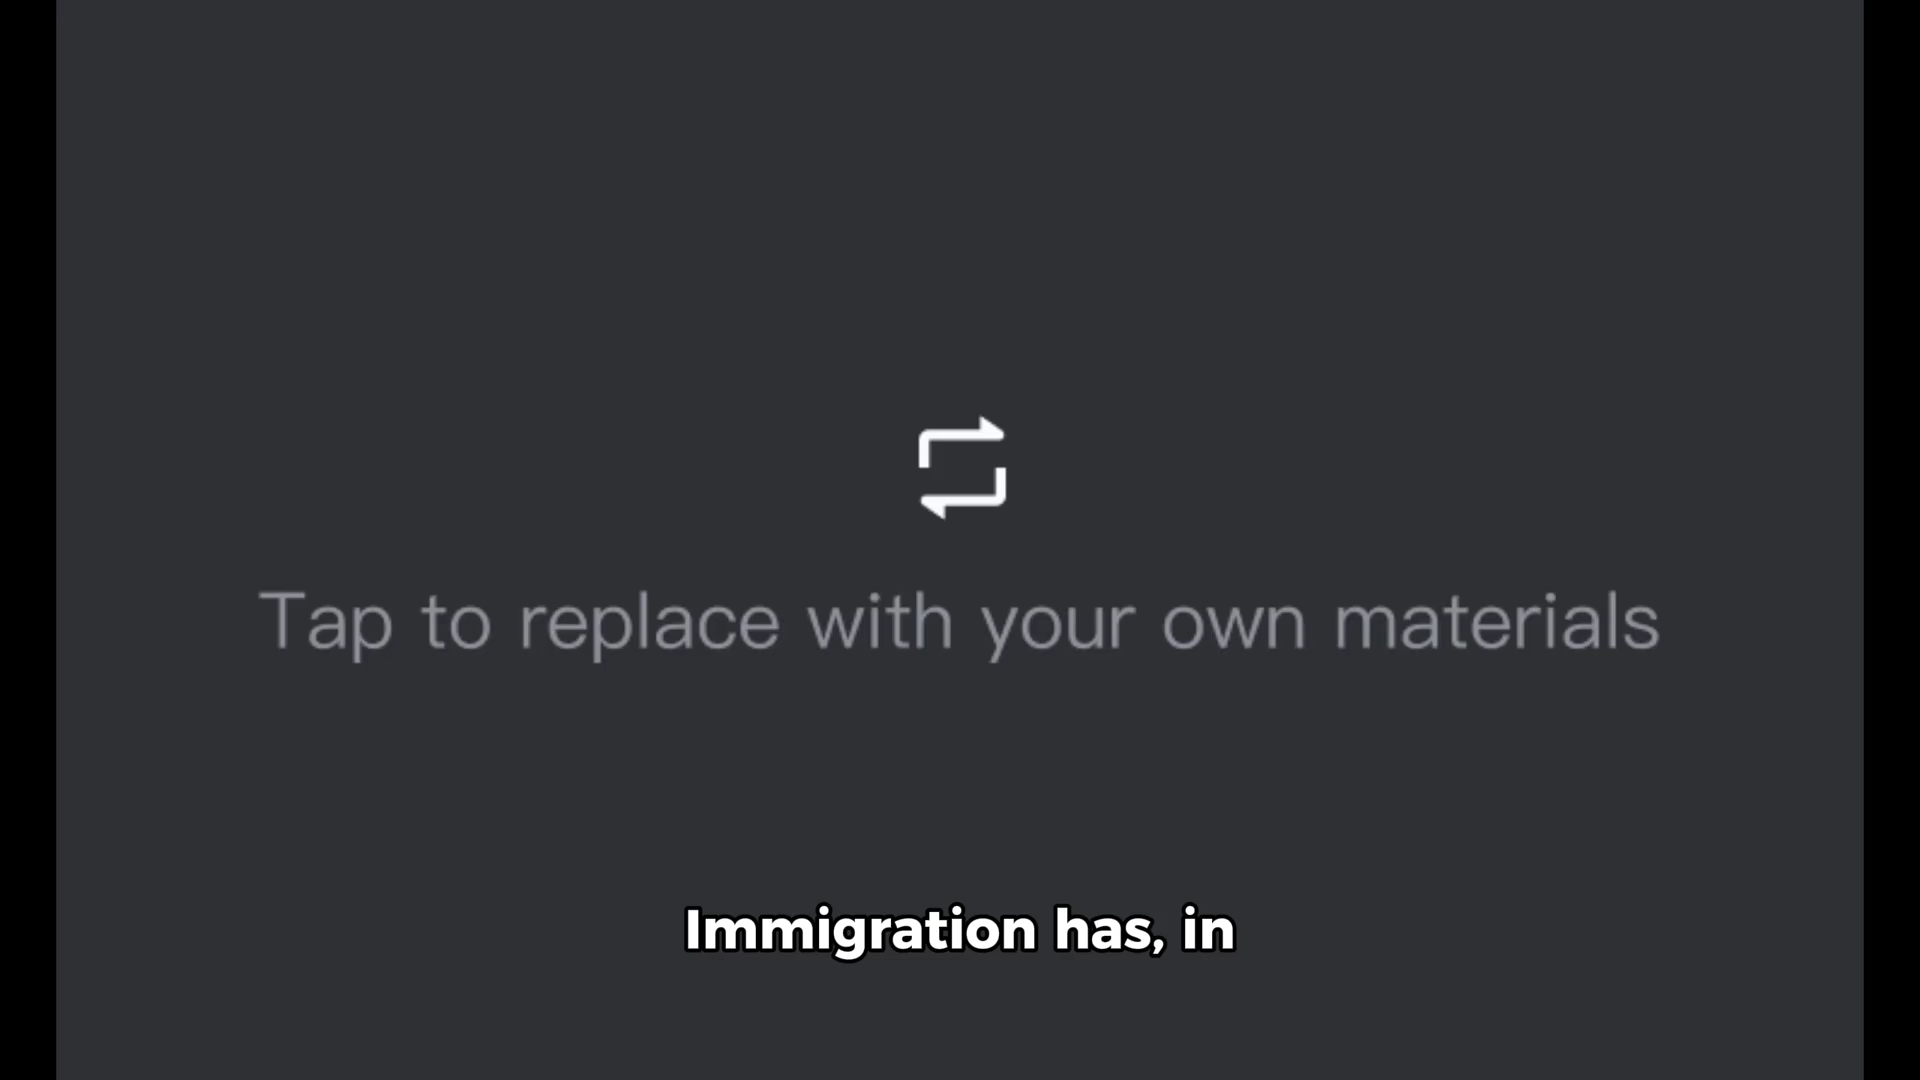 Tap to replace with your own materials
Immigration has, in